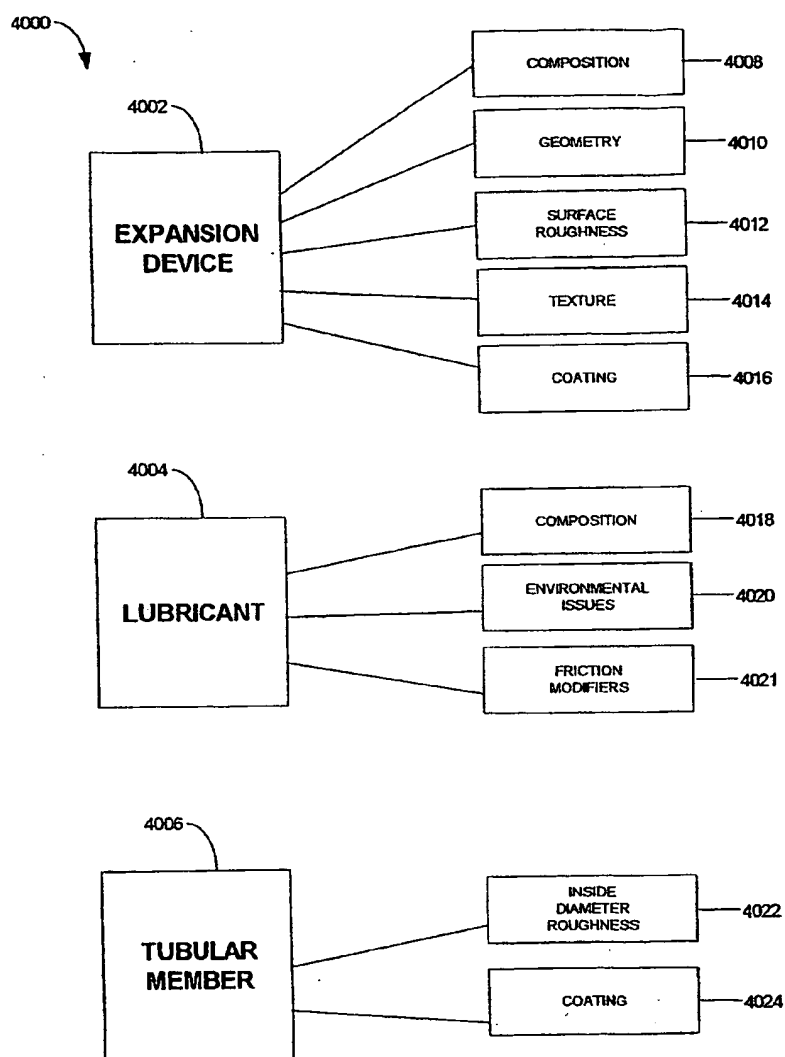 4000
4002
EXPANSION
DEVICE
COMPOSITION
4008
GEOMETRY
4010
SURFACE
ROUGHNESS
4012
TEXTURE
4014
COATING
4016
4004
LUBRICANT
COMPOSITION
4018
ENVIRONMENTAL
ISSUES
4020
FRICTION
MODIFIERS
4021
4006
TUBULAR
MEMBER
INSIDE
DIAMETER
ROUGHNESS
4022
COATING
4024